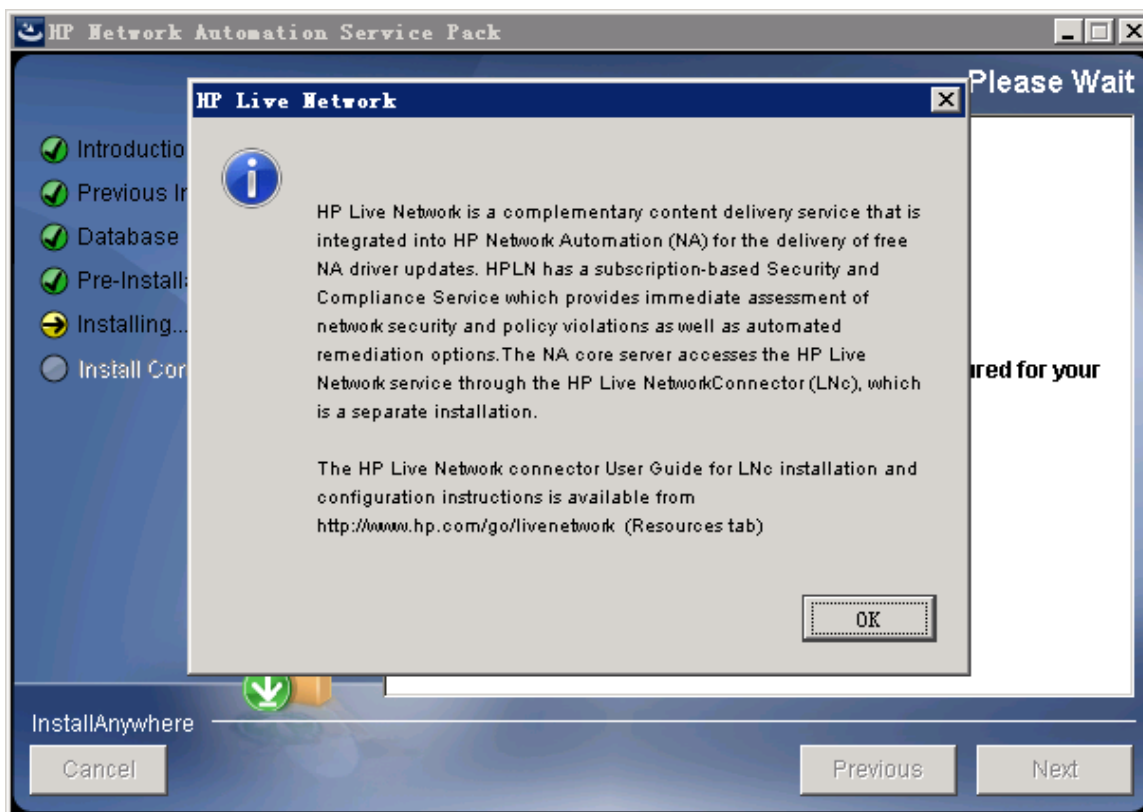 HP Network Automation Service Pack
Please Wait
HP Live Network
Introductio
Previous In
Database
Pre-Install
Installing...
Install Con
HP Live Network is a complementary content delivery service that is
integrated into HP Network Automation (NA) for the delivery of free
NA driver updates. HPLN has a subscription-based Security and
Compliance Service which provides immediate assessment of
network security and policy violations as well as automated
remediation options.The NA core server accesses the HP Live
Network service through the HP Live NetworkConnector (LNc), which
is a separate installation.
The HP Live Network connector User Guide for LNc installation and
configuration instructions is available from
http://www.hp.com/go/livenetwork (Resources tab)
OK
ured for your
InstallAnywhere
Cancel
Previous
Next